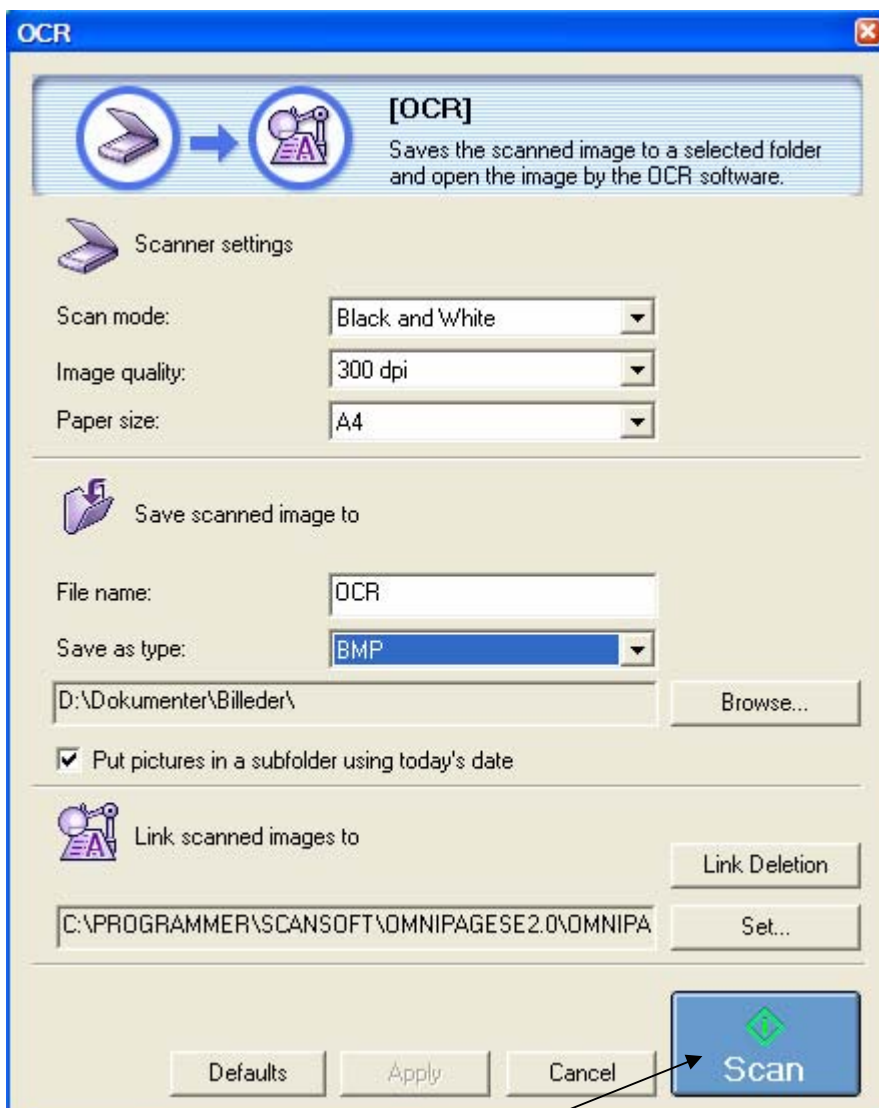 OCR
[OCR]
Saves the scanned image to a selected folder
and open the image by the OCR software.
Scanner settings
Scan mode: Black and White
Image quality: 300 dpi
Paper size: A4
Save scanned image to
File name: OCR
Save as type: BMP
D:\Dokumenter\Billeder\ Browse...
Put pictures in a subfolder using today's date
Link scanned images to
Link Deletion
C:\PROGRAMMER\SCANSOFT\OMNIPAGESE2.0\OMNIPA Set...
Defaults Apply Cancel Scan